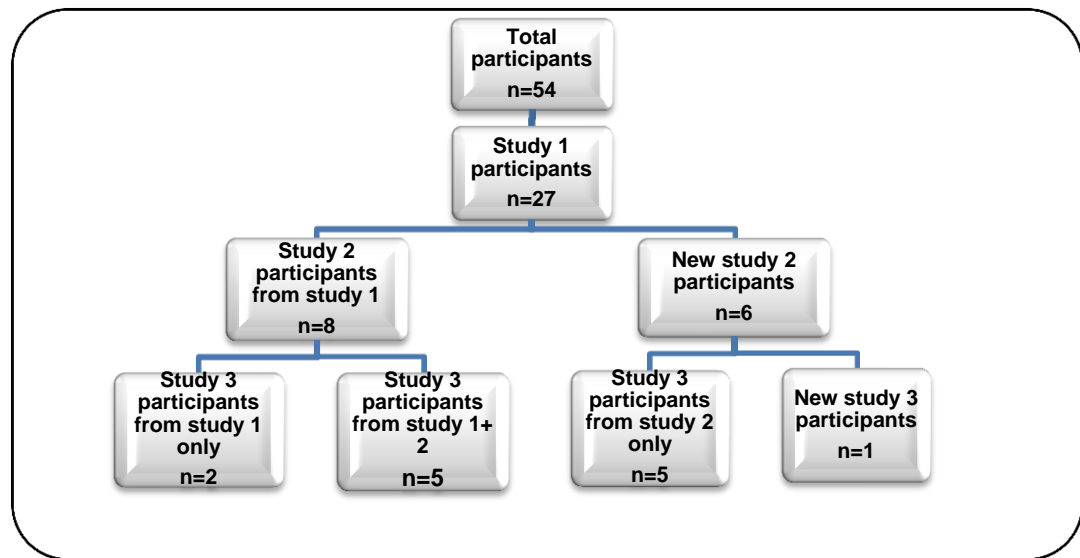 Total
participants
n=54
Study 1
participants
n=27
Study 2
participants
from study 1
n=8
New study 2
participants
n=6
Study 3
participants
from study 1
only
n=2
Study 3
participants
from study 1+
2
n=5
Study 3
participants
from study 2
only
n=5
New study 3
participants
n=1